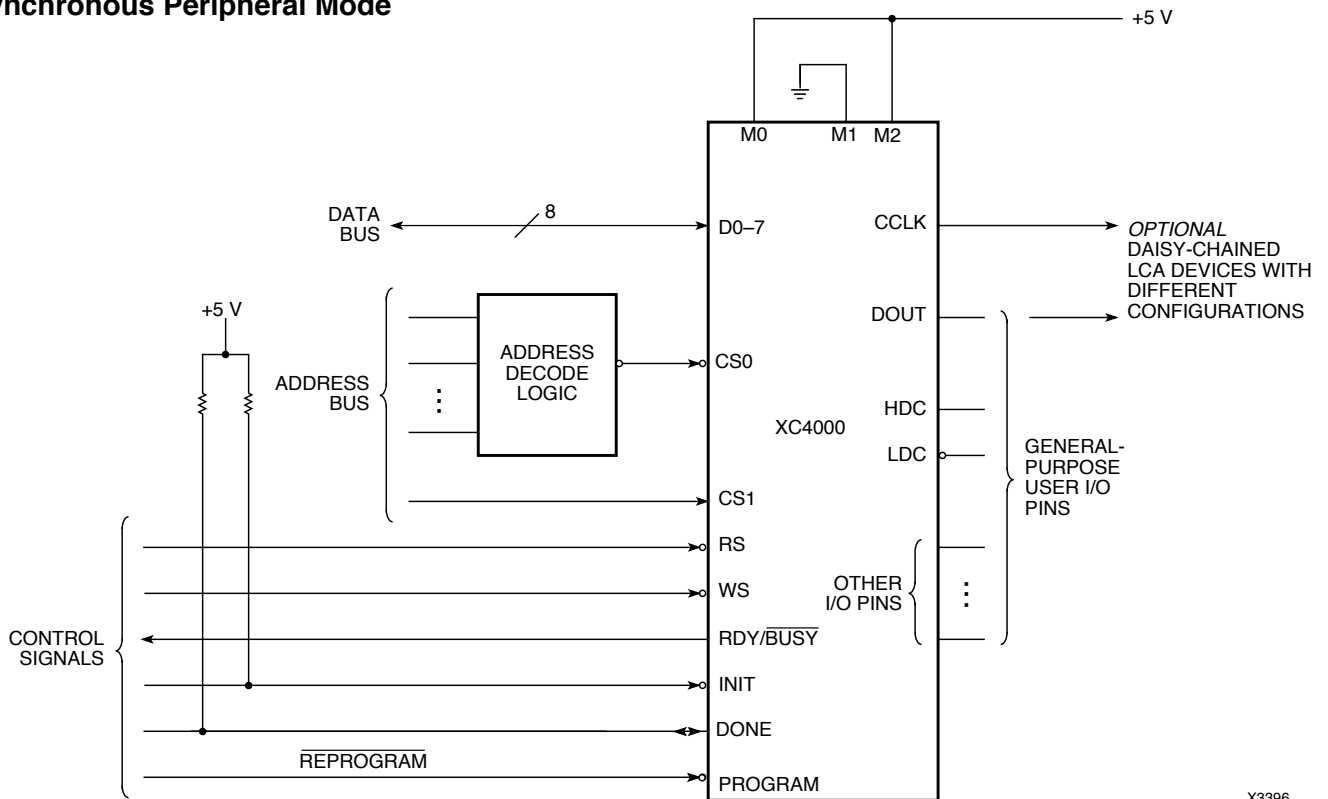 ynchronous Peripheral Mode
+5 V
M0
M1
M2
DATA
BUS
8
D0–7
CCLK
OPTIONAL
DAISY-CHAINED
LCA DEVICES WITH
DIFFERENT
CONFIGURATIONS
+5 V
DOUT
ADDRESS
BUS
ADDRESS
DECODE
LOGIC
CS0
HDC
XC4000
LDC
GENERAL-
PURPOSE
USER I/O
PINS
CS1
RS
WS
OTHER
I/O PINS
CONTROL
SIGNALS
RDY/BUSY
INIT
DONE
REPROGRAM
PROGRAM
X3396